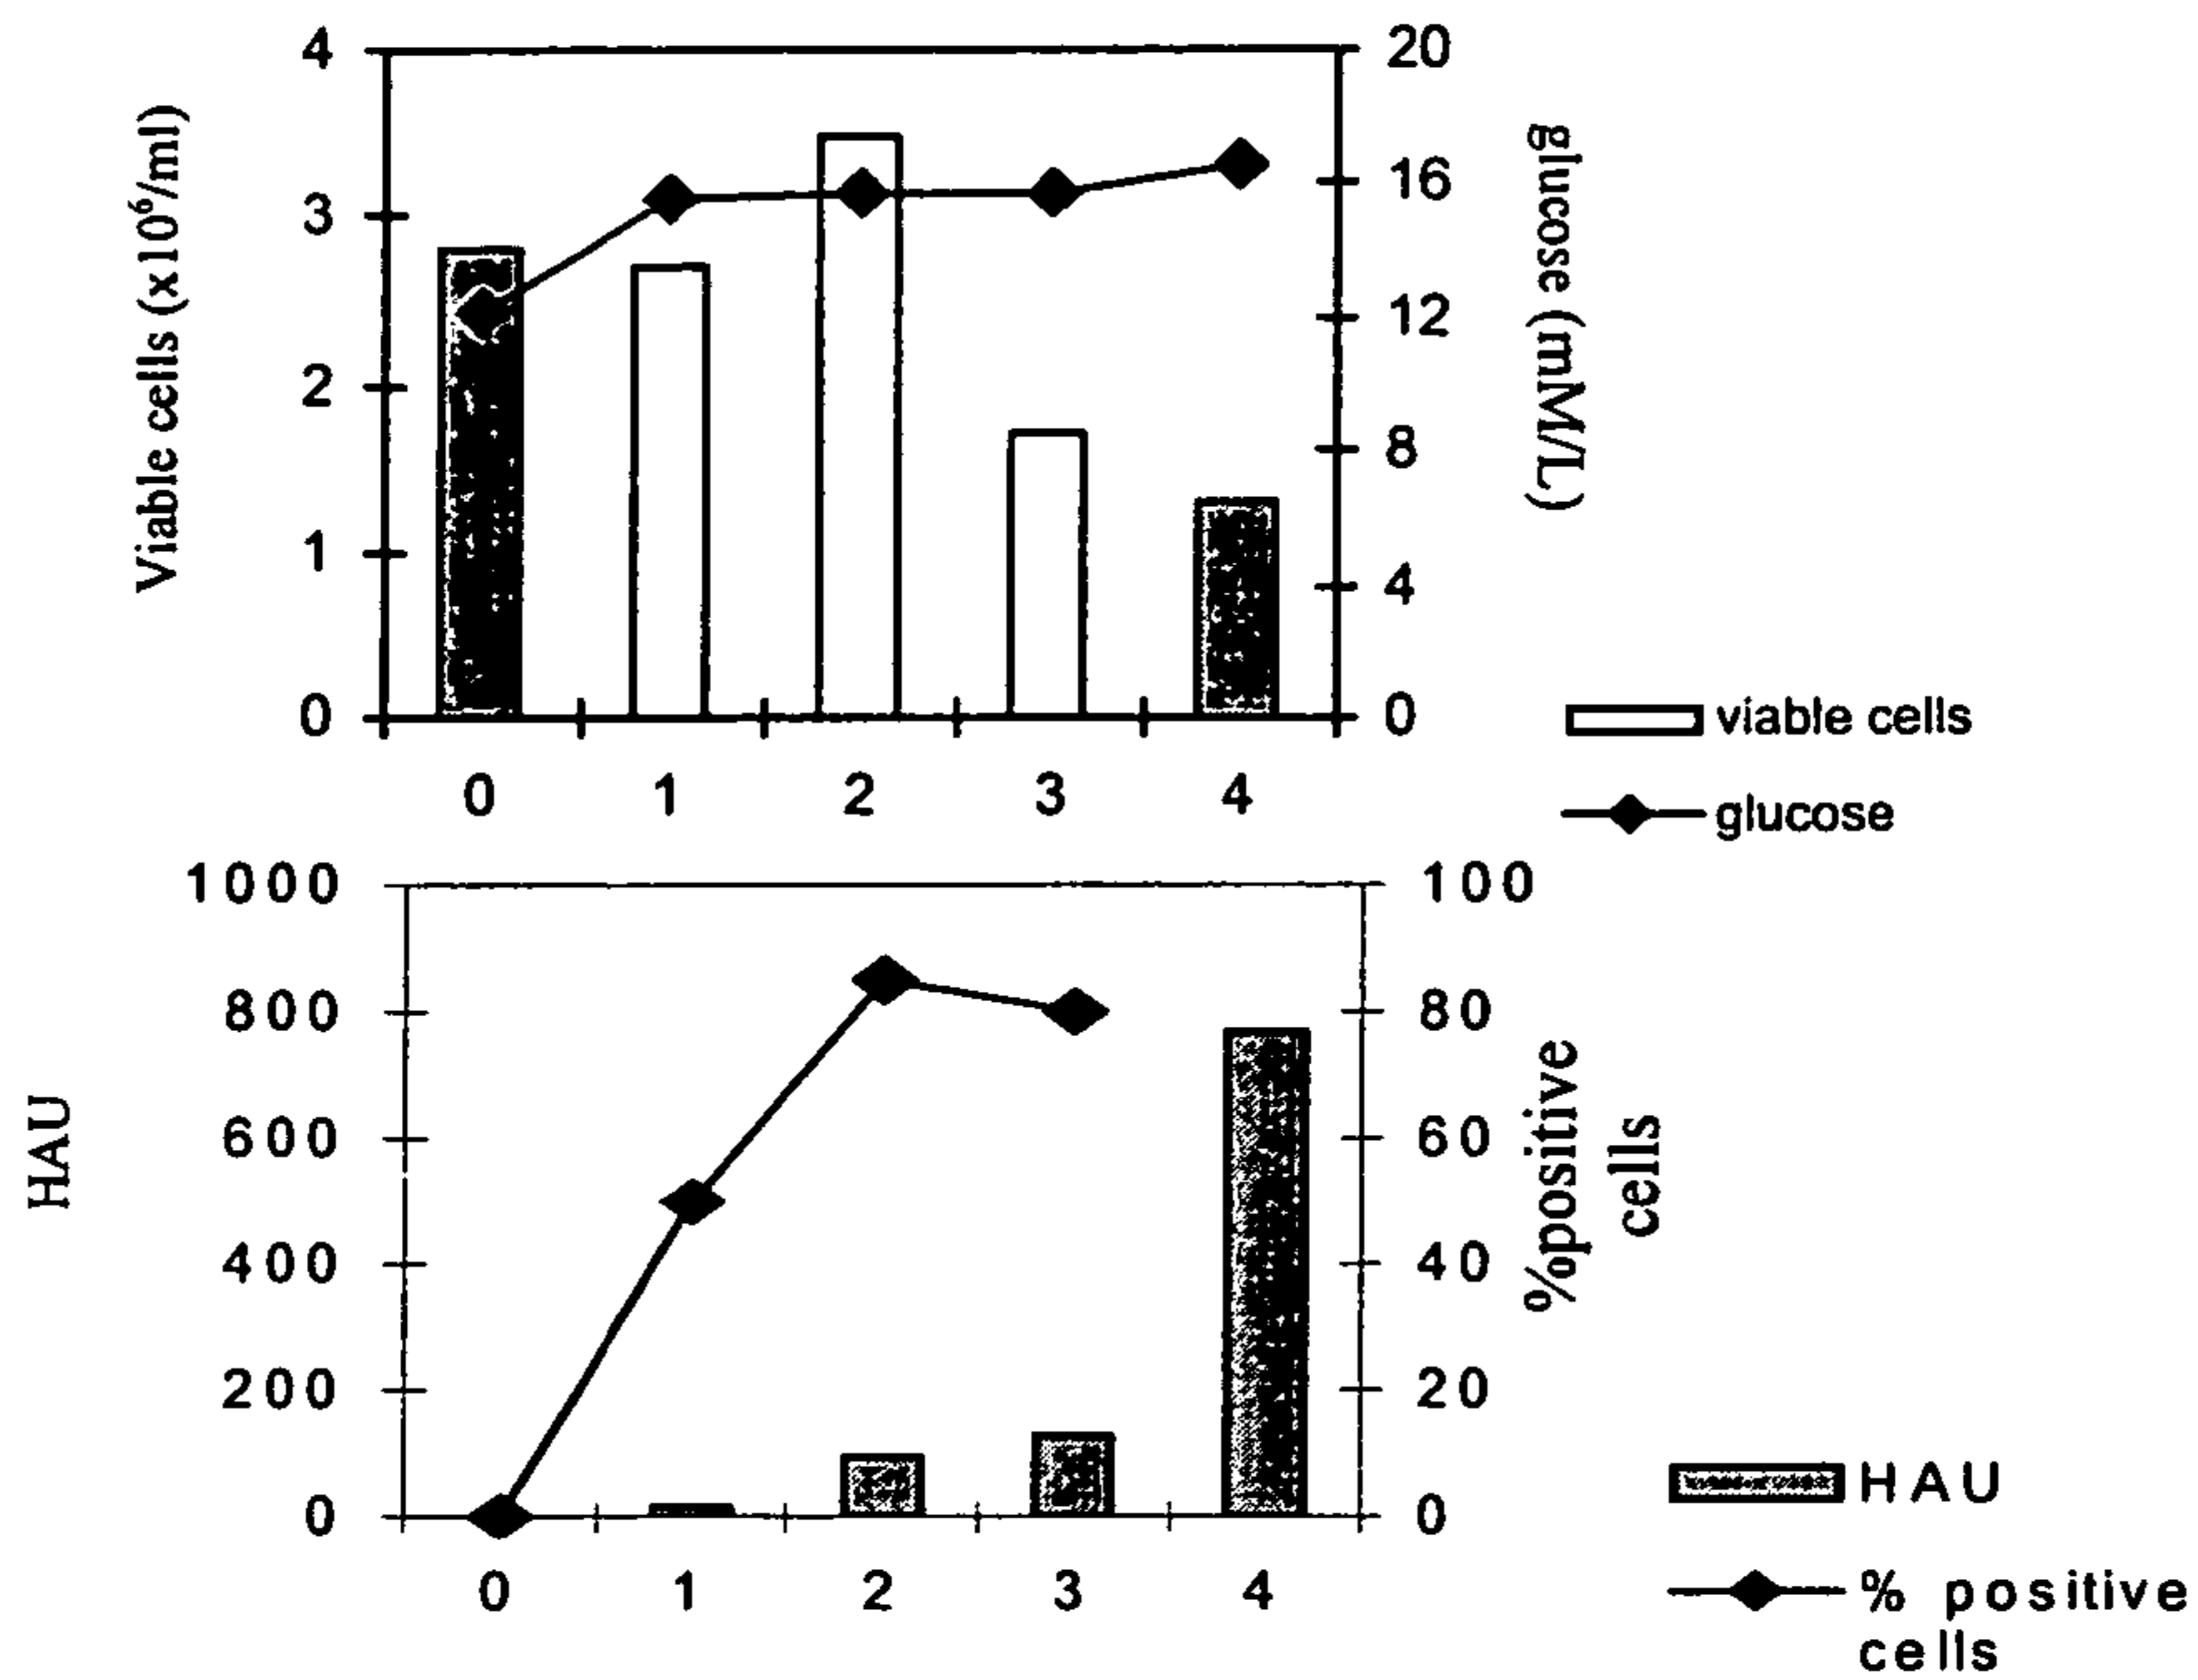 4
3
2
1
0
Viable cells (x10⁶/ml)
20
16
12
8
4
0
glucose (mM/L)
0 1 2 3 4
viable cells
glucose
1000
800
600
400
200
0
HAU
100
80
60
40
20
0
%positive
cells
0 1 2 3 4
HAU
% positive
cells